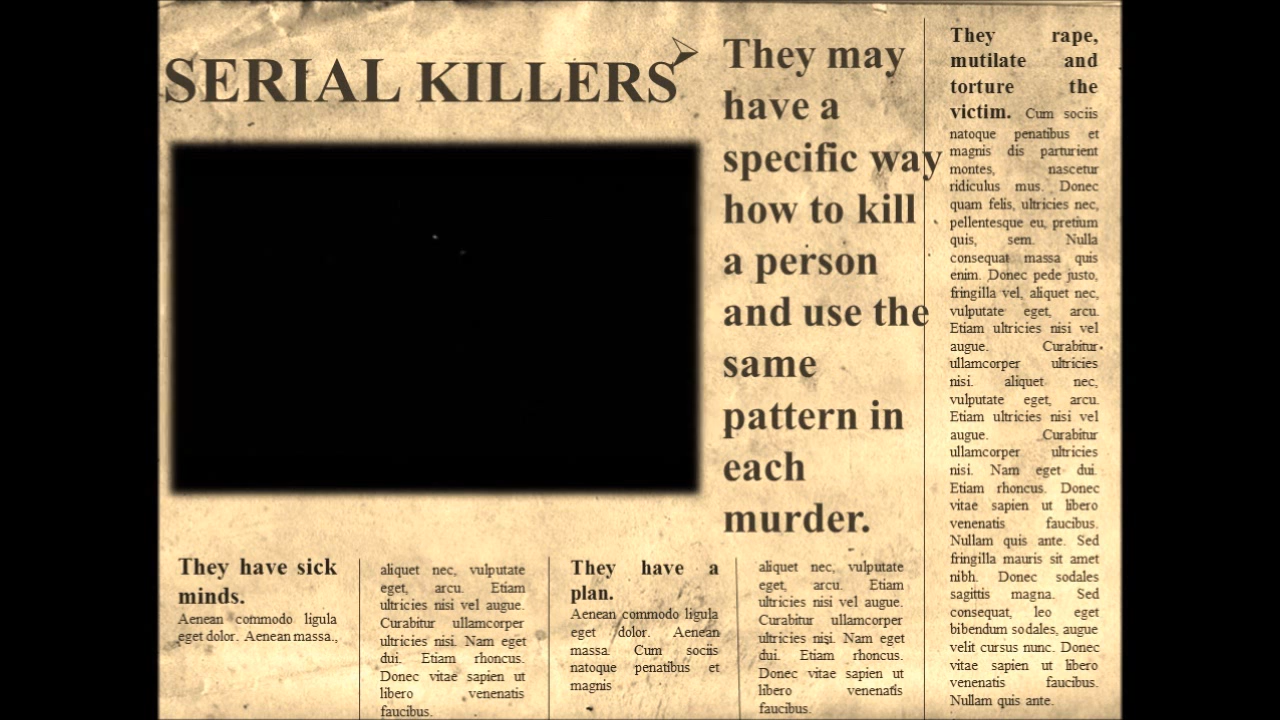 SERIAL KILLERS
They may
have a
specific way
how to kill
a person
and use the
same
pattern in
each
murder.
They rape,
mutilate and
torture the
victim. Cum sociis
natoque penatibus et
magnis dis parturient
montes, nascetur
ridiculus mus. Donec
quam felis, ultricies nec,
pellentesque eu, pretium
quis, sem. Nulla
consequat massa quis
enim. Donec pede justo,
fringilla vel, aliquet nec,
vulputate eget, arcu.
Etiam ultricies nisi vel
augue. Curabitur
ullamcorper ultricies
nisi. aliquet nec,
vulputate eget, arcu.
Etiam ultricies nisi vel
augue. Curabitur
ullamcorper ultricies
nisi. Nam eget dui.
Etiam rhoncus. Donec
vitae sapien ut libero
venenatis faucibus.
Nullam quis ante. Sed
fringilla mauris sit amet
nibh. Donec sodales
sagittis magna. Sed
consequat, leo eget
bibendum sodales, augue
velit cursus nunc. Donec
vitae sapien ut libero
venenatis faucibus.
Nullam quis ante.
They have sick
minds.
Aenean commodo ligula
eget dolor. Aenean massa.,
aliquet nec, vulputate
eget, arcu. Etiam
ultricies nisi vel augue.
Curabitur ullamcorper
ultricies nisi. Nam eget
dui. Etiam rhoncus.
Donec vitae sapien ut
libero venenatis
faucibus.
They have a
plan.
Aenean commodo ligula
eget dolor. Aenean
massa. Cum sociis
natoque penatibus et
magnis
aliquet nec, vulputate
eget, arcu. Etiam
ultricies nisi vel augue.
Curabitur ullamcorper
ultricies nisi. Nam eget
dui. Etiam rhoncus.
Donec vitae sapien ut
libero venenatis
faucibus.